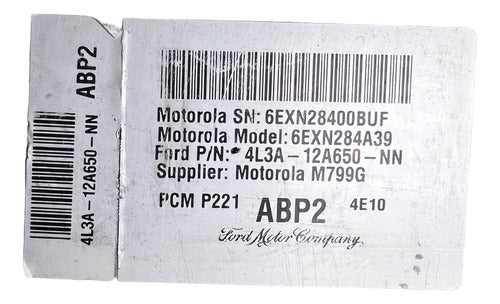 ABP2
4L3A-12A650-NN
Motorola SN: 6EXN28400BUF
Motorola Model: 6EXN284A39
Ford P/N: 4L3A-12A650-NN
Supplier: Motorola M799G
PCM P221 ABP2 4E10
Ford Motor Company